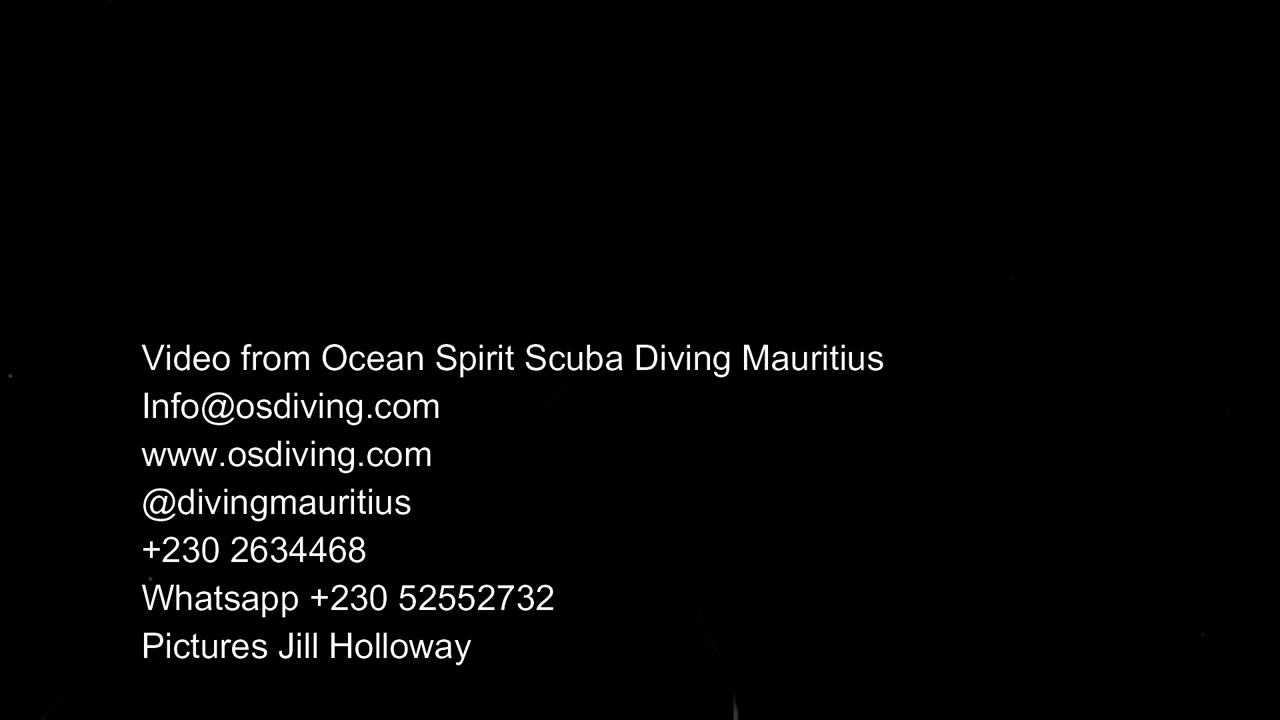 Video from Ocean Spirit Scuba Diving Mauritius
Info@osdiving.com
www.osdiving.com
@divingmauritius
+230 2634468
Whatsapp +230 52552732
Pictures Jill Holloway